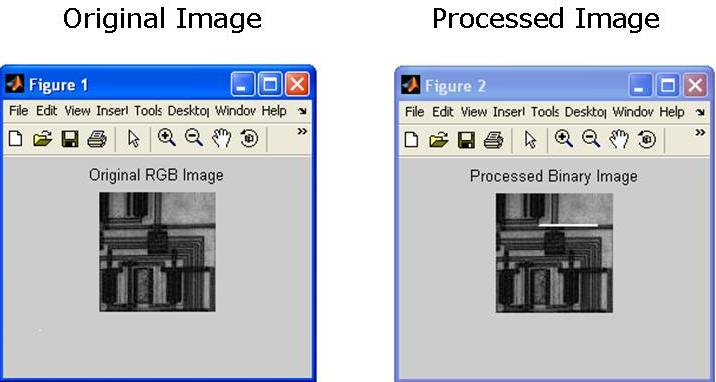 Original Image
Processed Image
Figure 1
File Edit View Insert Tools Desktop Window Help
Original RGB Image
Figure 2
File Edit View Insert Tools Desktop Window Help
Processed Binary Image